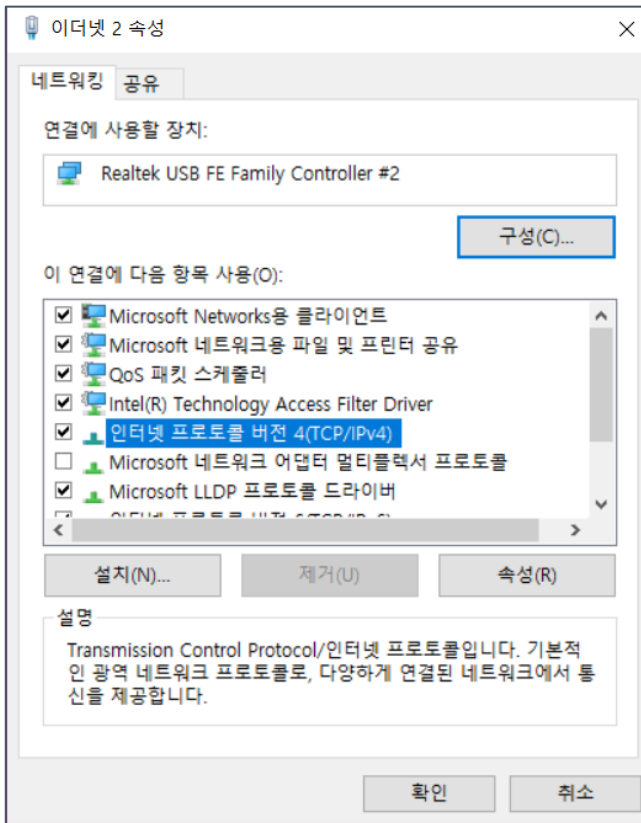 이더넷 2 속성
네트워킹 공유
연결에 사용할 장치:
Realtek USB FE Family Controller #2
구성(C)...
이 연결에 다음 항목 사용(O):
Microsoft Networks용 클라이언트
Microsoft 네트워크용 파일 및 프린터 공유
QoS 패킷 스케줄러
Intel(R) Technology Access Filter Driver
인터넷 프로토콜 버전 4(TCP/IPv4)
Microsoft 네트워크 어댑터 멀티플렉서 프로토콜
Microsoft LLDP 프로토콜 드라이버
설치(N)... 제거(U) 속성(R)
설명
Transmission Control Protocol/인터넷 프로토콜입니다. 기본적
인 광역 네트워크 프로토콜로, 다양하게 연결된 네트워크에서 통
신을 제공합니다.
확인 취소